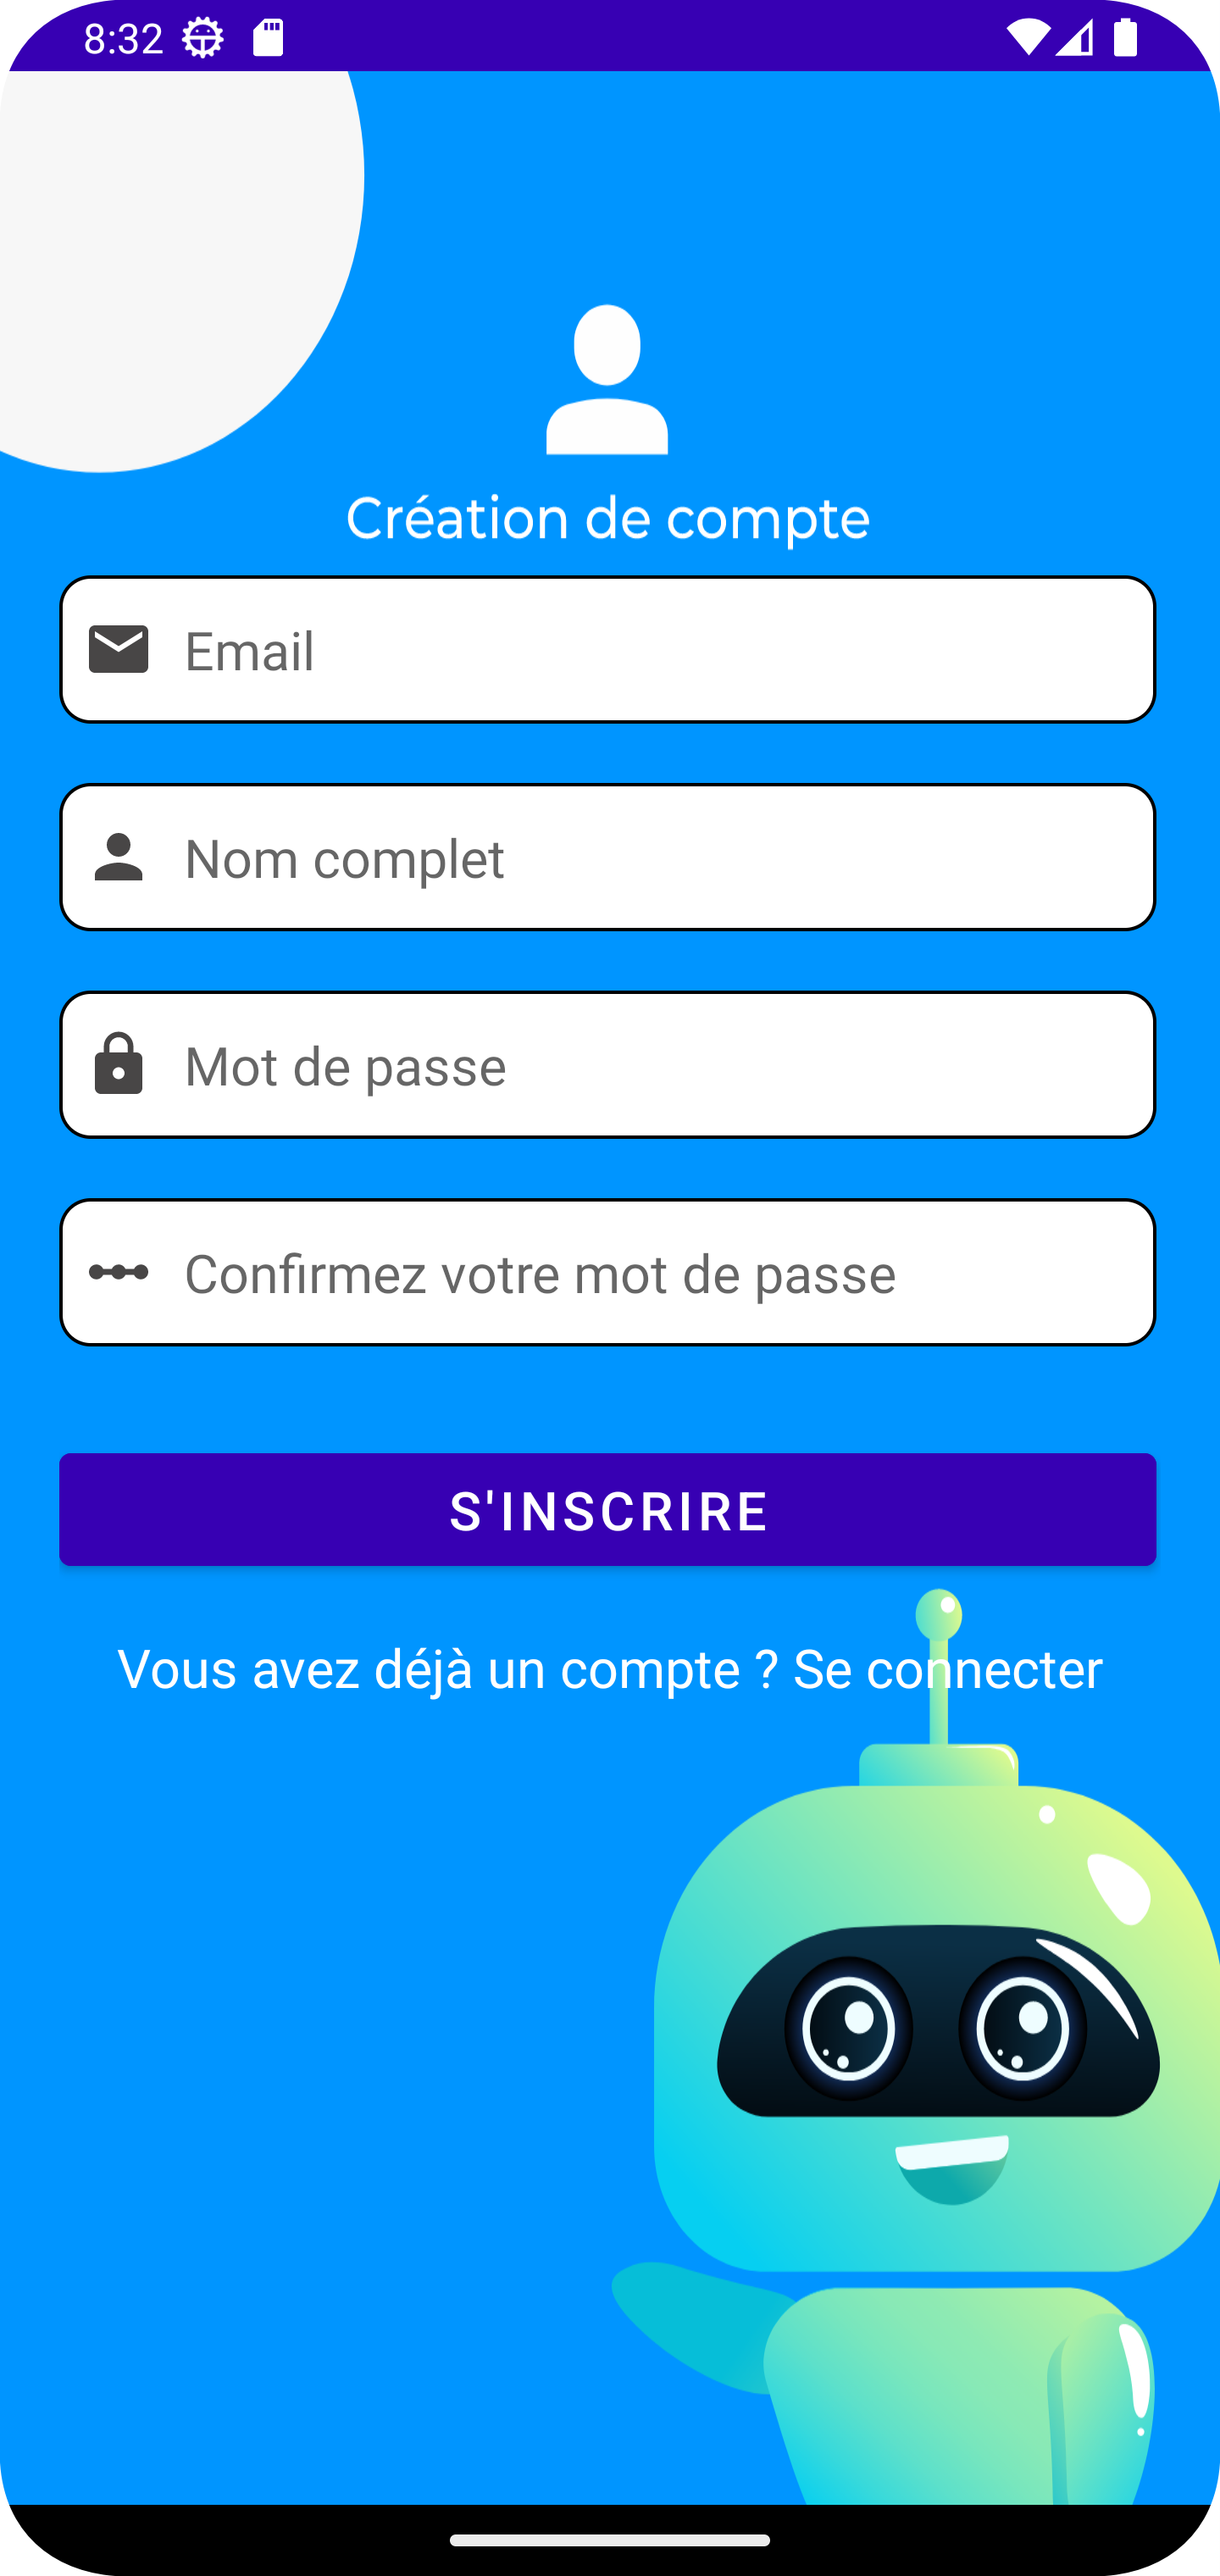 8:32
Création de compte
Email
Nom complet
Mot de passe
Confirmez votre mot de passe
S'INSCRIRE
Vous avez déjà un compte ? Se connecter